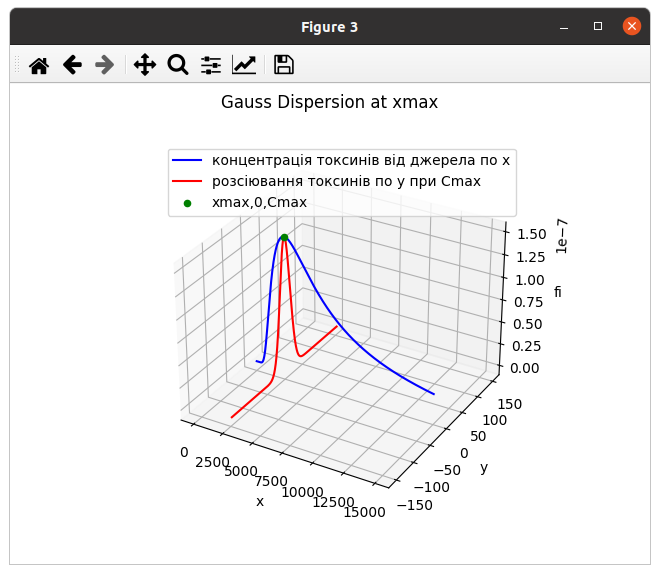 Figure 3
Gauss Dispersion at xmax
концентрація токсинів від джерела по x
розсіювання токсинів по y при Cmax
xmax,0,Cmax
1e−7
1.50
1.25
1.00
0.75
0.50
0.25
0.00
fi
150
100
50
0
−50
−100
−150
y
0
2500
5000
7500
10000
12500
15000
x